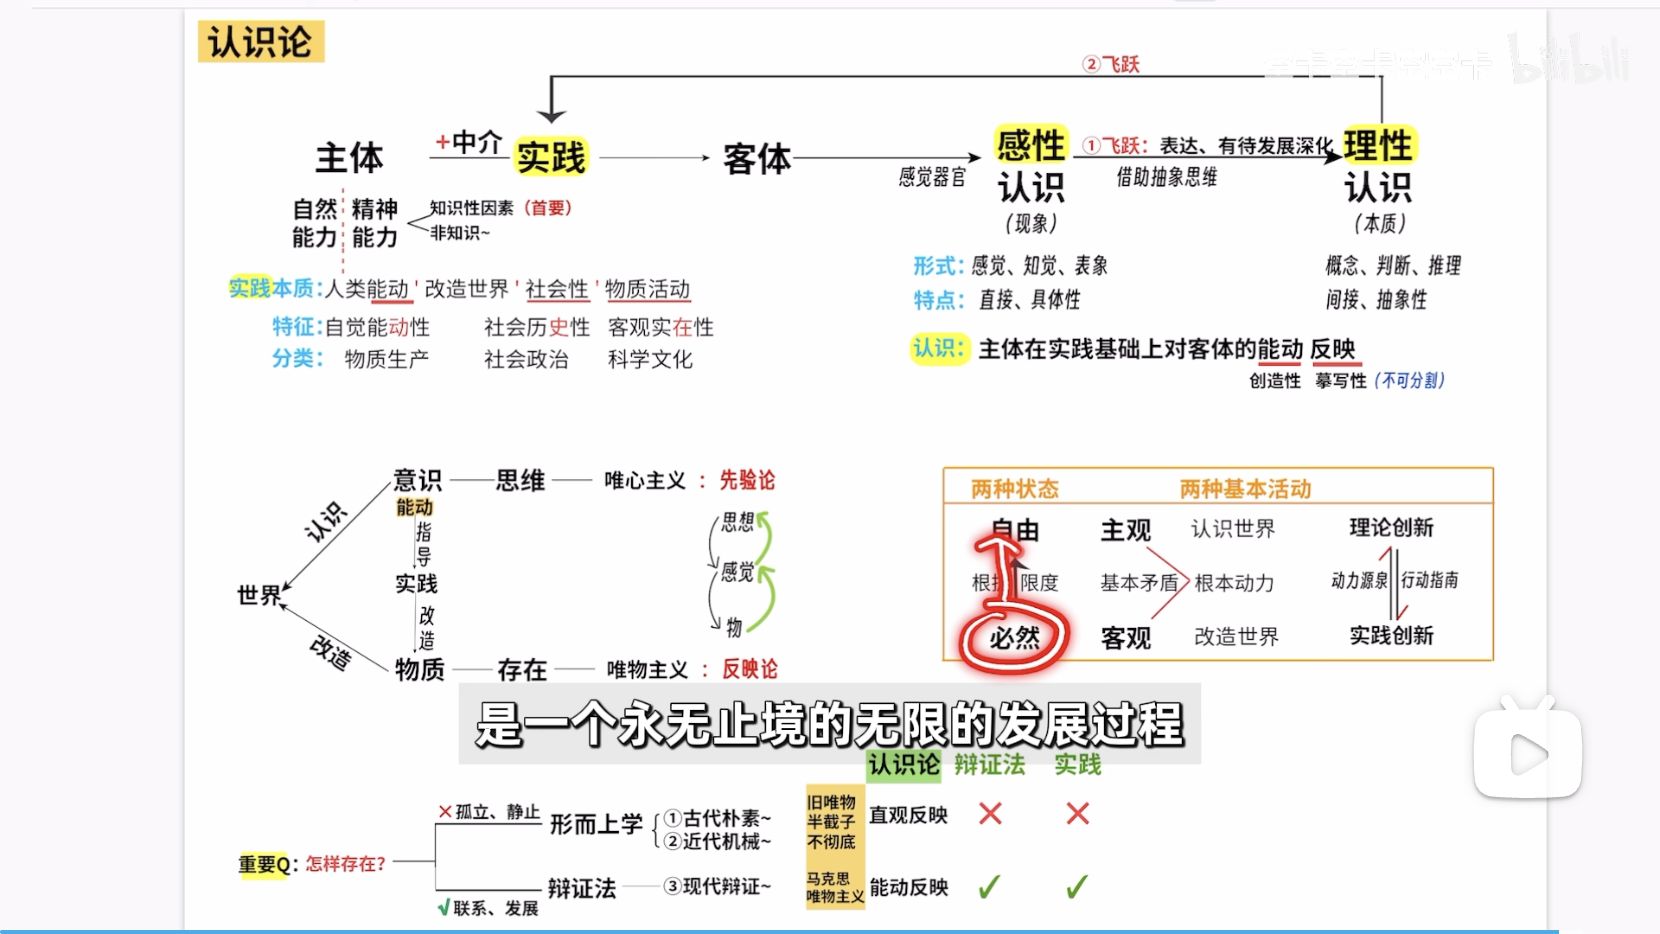 认识论
②飞跃
bilibili
主体
+中介
实践
客体
感觉器官
感性
认识
(现象)
①飞跃：表达、有待发展深化
借助抽象思维
理性
认识
(本质)
自然
能力
精神
能力
知识性因素（首要）
非知识~
实践本质：人类能动'改造世界'社会性'物质活动
特征：自觉能动性 社会历史性 客观实在性
分类： 物质生产 社会政治 科学文化
形式：感觉、知觉、表象 概念、判断、推理
特点： 直接、具体性 间接、抽象性
认识： 主体在实践基础上对客体的能动 反映
创造性 摹写性（不可分割）
意识
能动
思维
唯心主义 ： 先验论
认识
指导
实践
世界
改造
改造
物质
存在
唯物主义 ： 反映论
思想
感觉
物
两种状态 两种基本活动
自由 主观 认识世界 理论创新
限度 基本矛盾 根本动力 动力源泉 行动指南
必然 客观 改造世界 实践创新
是一个永无止境的无限的发展过程
认识论 辩证法 实践
重要Q：怎样存在?
×孤立、静止
形而上学
①古代朴素~
②近代机械~
√联系、发展
辩证法
③现代辩证~
旧唯物
半截子
不彻底
直观反映 × ×
马克思
唯物主义
能动反映 ✓ ✓